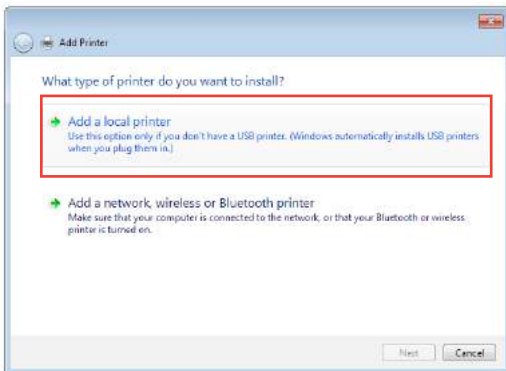 Add Printer
What type of printer do you want to install?
Add a local printer
Use this option only if you don't have a USB printer. (Windows automatically installs USB printers
when you plug them in.)
Add a network, wireless or Bluetooth printer
Make sure that your computer is connected to the network, or that your Bluetooth or wireless
printer is turned on.
Next Cancel